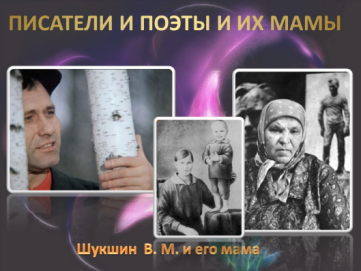 ПИСАТЕЛИ И ПОЭТЫ И ИХ МАМЫ
Шукшин В. М. и его мама